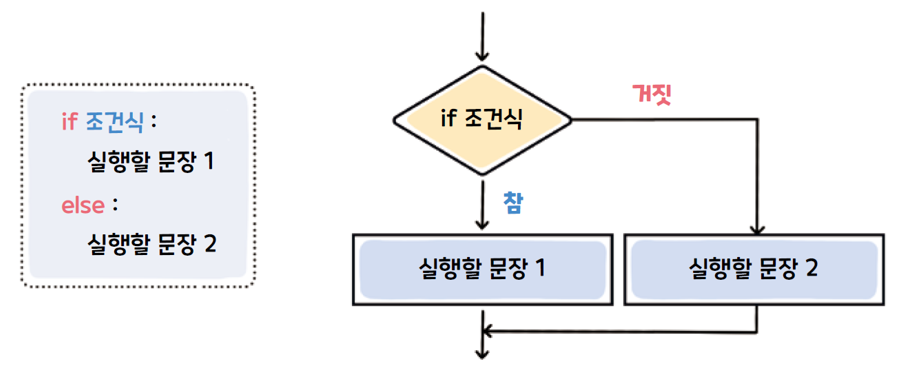 if 조건식 :
실행할 문장 1
else :
실행할 문장 2
if 조건식
거짓
참
실행할 문장 1
실행할 문장 2